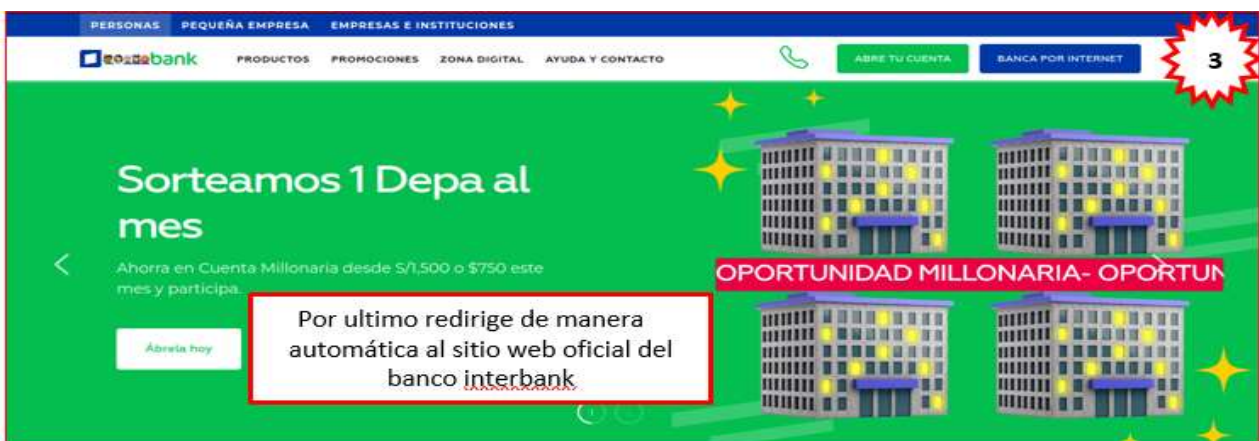 PERSONAS PEQUEÑA EMPRESA EMPRESAS E INSTITUCIONES
bank PRODUCTOS PROMOCIONES ZONA DIGITAL AYUDA Y CONTACTO ABRE TU CUENTA BANCA POR INTERNET
3
Sorteamos 1 Depa al
mes
Ahorra en Cuenta Millonaria desde S/1,500 o $750 este
mes y participa.
OPORTUNIDAD MILLONARIA- OPORTUN
Ábrela hoy
Por ultimo redirige de manera
automática al sitio web oficial del
banco interbank